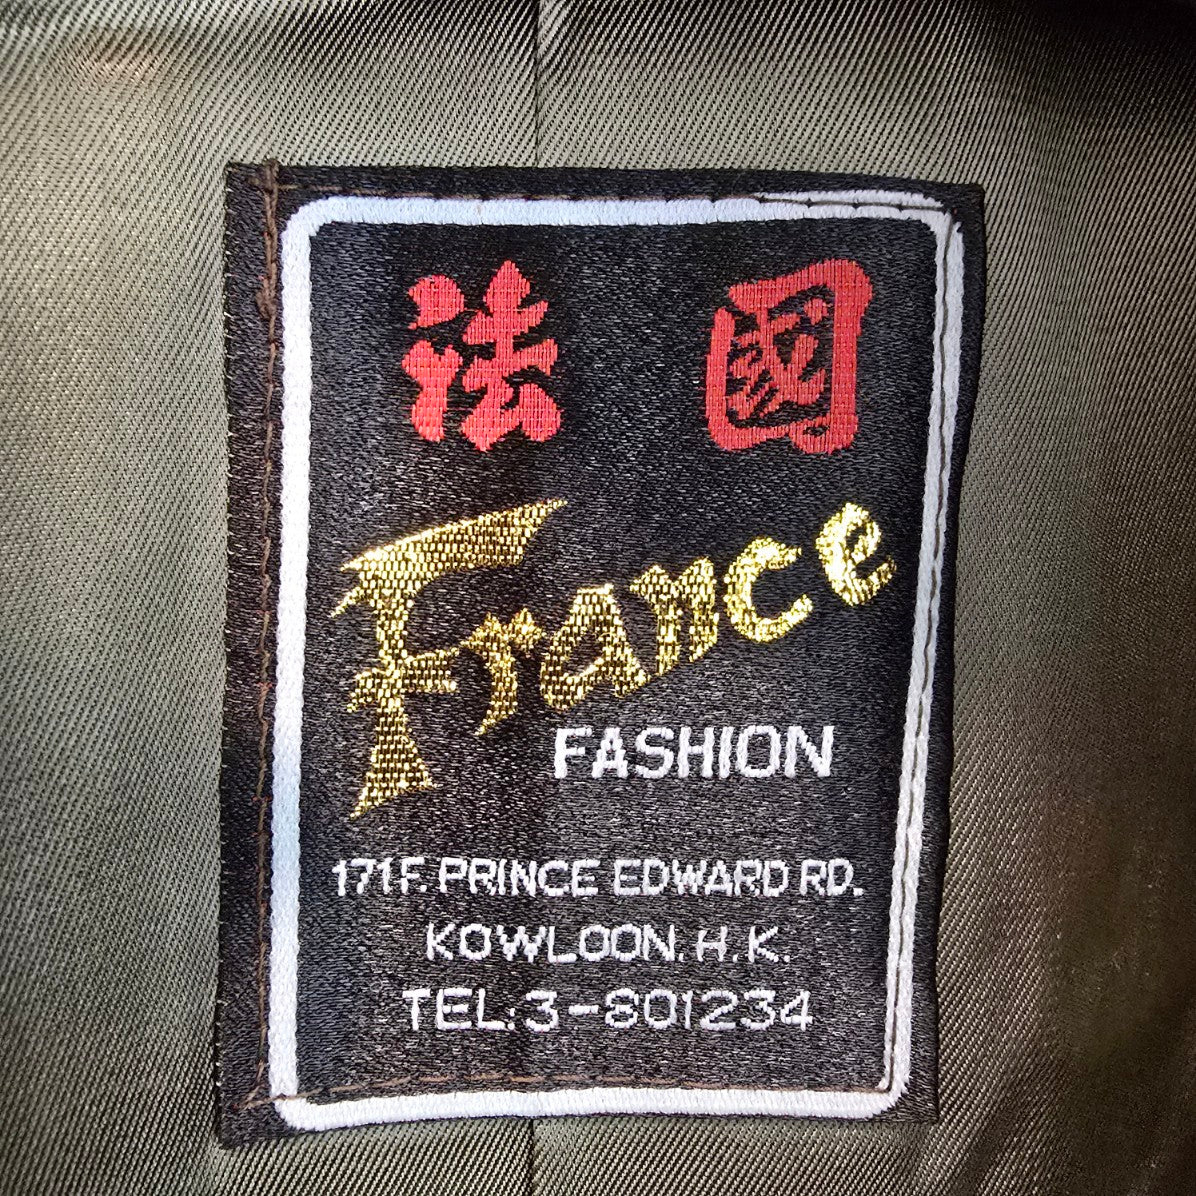 法國
France
FASHION
171F. PRINCE EDWARD RD.
KOWLOON. H. K.
TEL: 3-801234